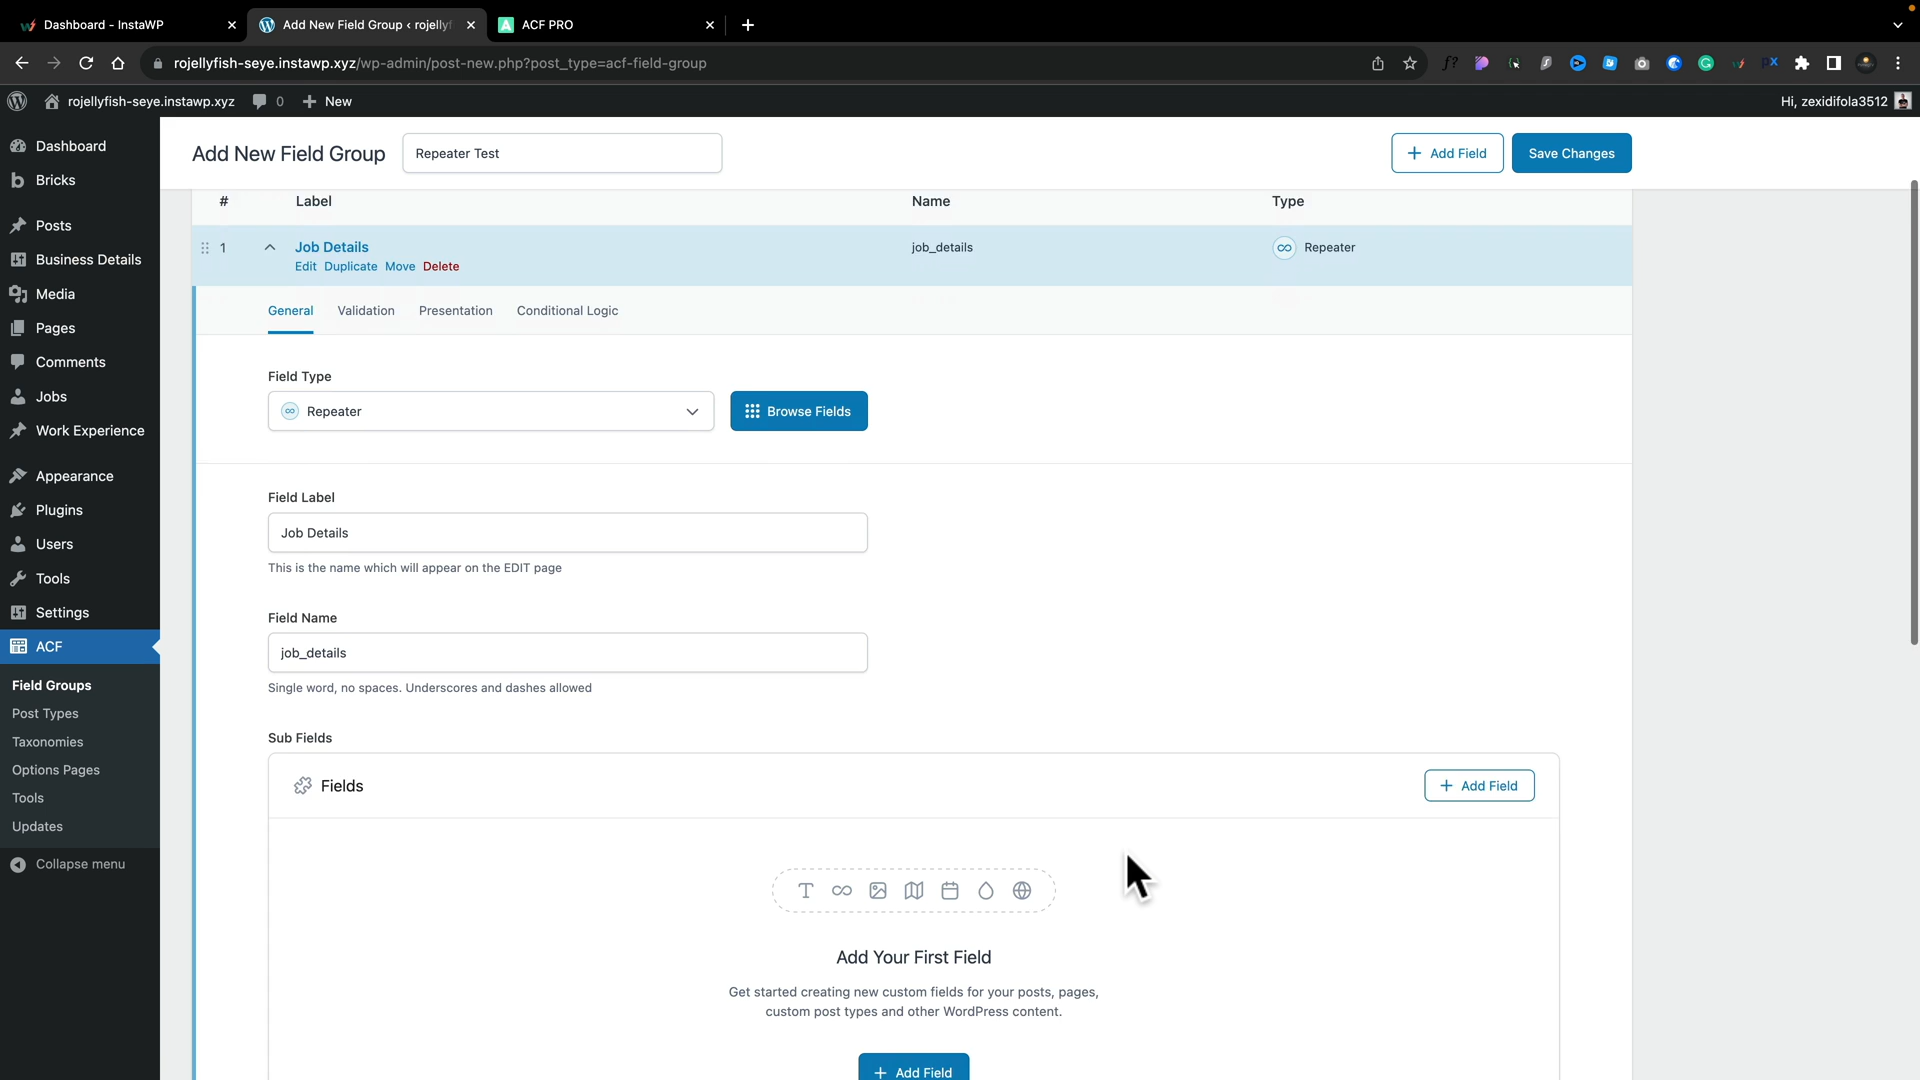 Dashboard - InstaWP
Add New Field Group ‹ rojellyf
ACF PRO
rojellyfish-seye.instawp.xyz/wp-admin/post-new.php?post_type=acf-field-group
rojellyfish-seye.instawp.xyz
0
New
Hi, zexidifola3512
Dashboard
Bricks
Posts
Business Details
Media
Pages
Comments
Jobs
Work Experience
Appearance
Plugins
Users
Tools
Settings
ACF
Field Groups
Post Types
Taxonomies
Options Pages
Tools
Updates
Collapse menu
Add New Field Group
Repeater Test
Add Field
Save Changes
# Label Name Type
1 Job Details job_details Repeater
Edit Duplicate Move Delete
General Validation Presentation Conditional Logic
Field Type
Repeater
Browse Fields
Field Label
Job Details
This is the name which will appear on the EDIT page
Field Name
job_details
Single word, no spaces. Underscores and dashes allowed
Sub Fields
Fields
Add Field
Add Your First Field
Get started creating new custom fields for your posts, pages,
custom post types and other WordPress content.
Add Field